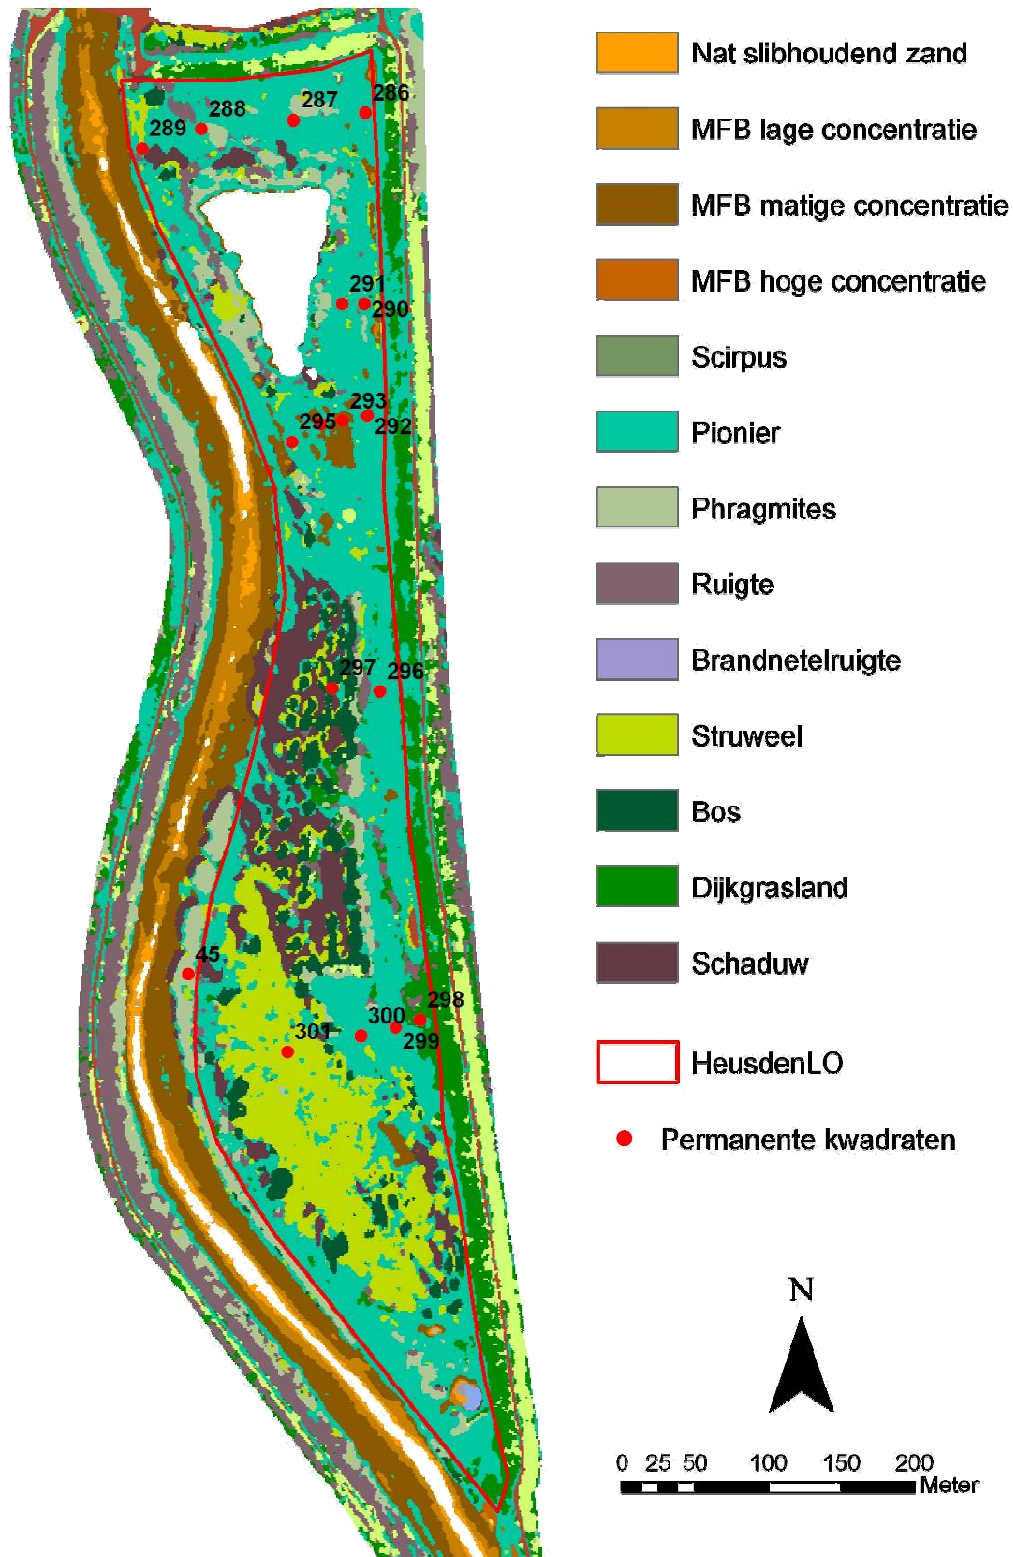 286
287
288
289
291
290
293
295
292
297
296
45
298
300
301
299
Nat slibhoudend zand
MFB lage concentratie
MFB matige concentratie
MFB hoge concentratie
Scirpus
Pionier
Phragmites
Ruigte
Brandnetelruigte
Struweel
Bos
Dijkgrasland
Schaduw
HeusdenLO
Permanente kwadraten
N
0 25 50 100 150 200
Meter